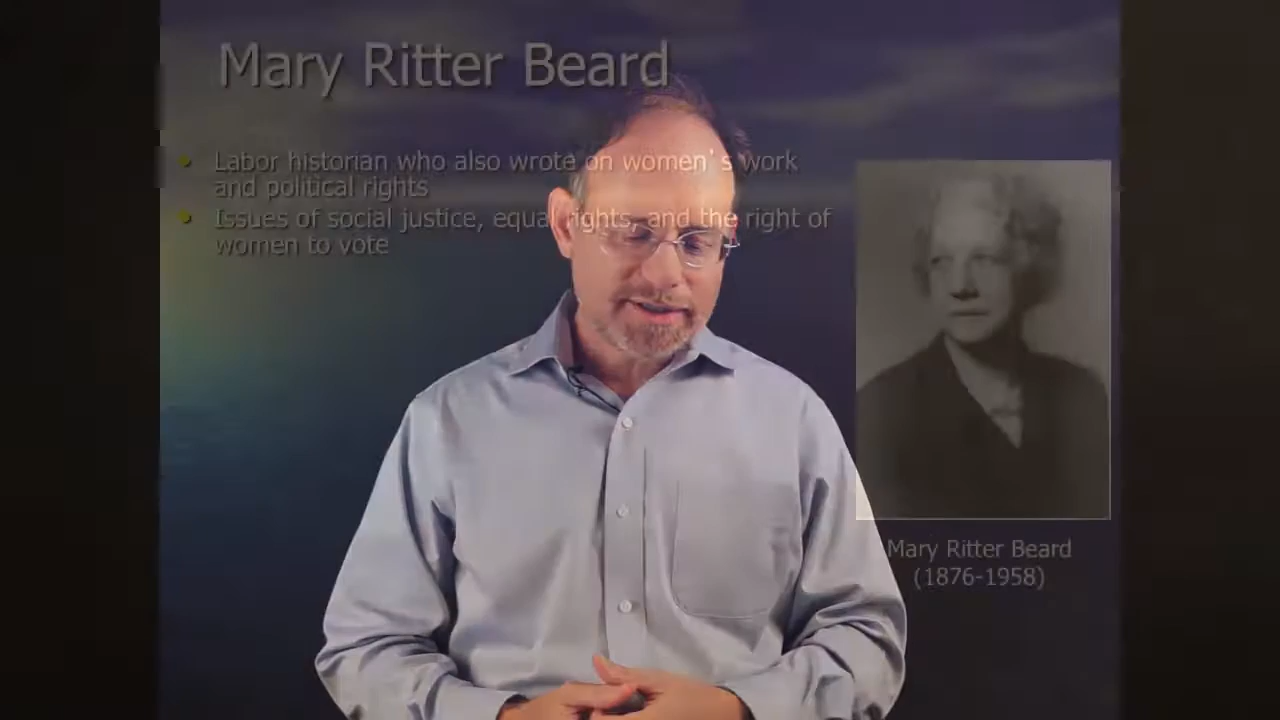 Mary Ritter Beard
Labor historian who also wrote on women's work
and political rights
Issues of social justice, equal rights, and the right of
women to vote
Mary Ritter Beard
(1876-1958)